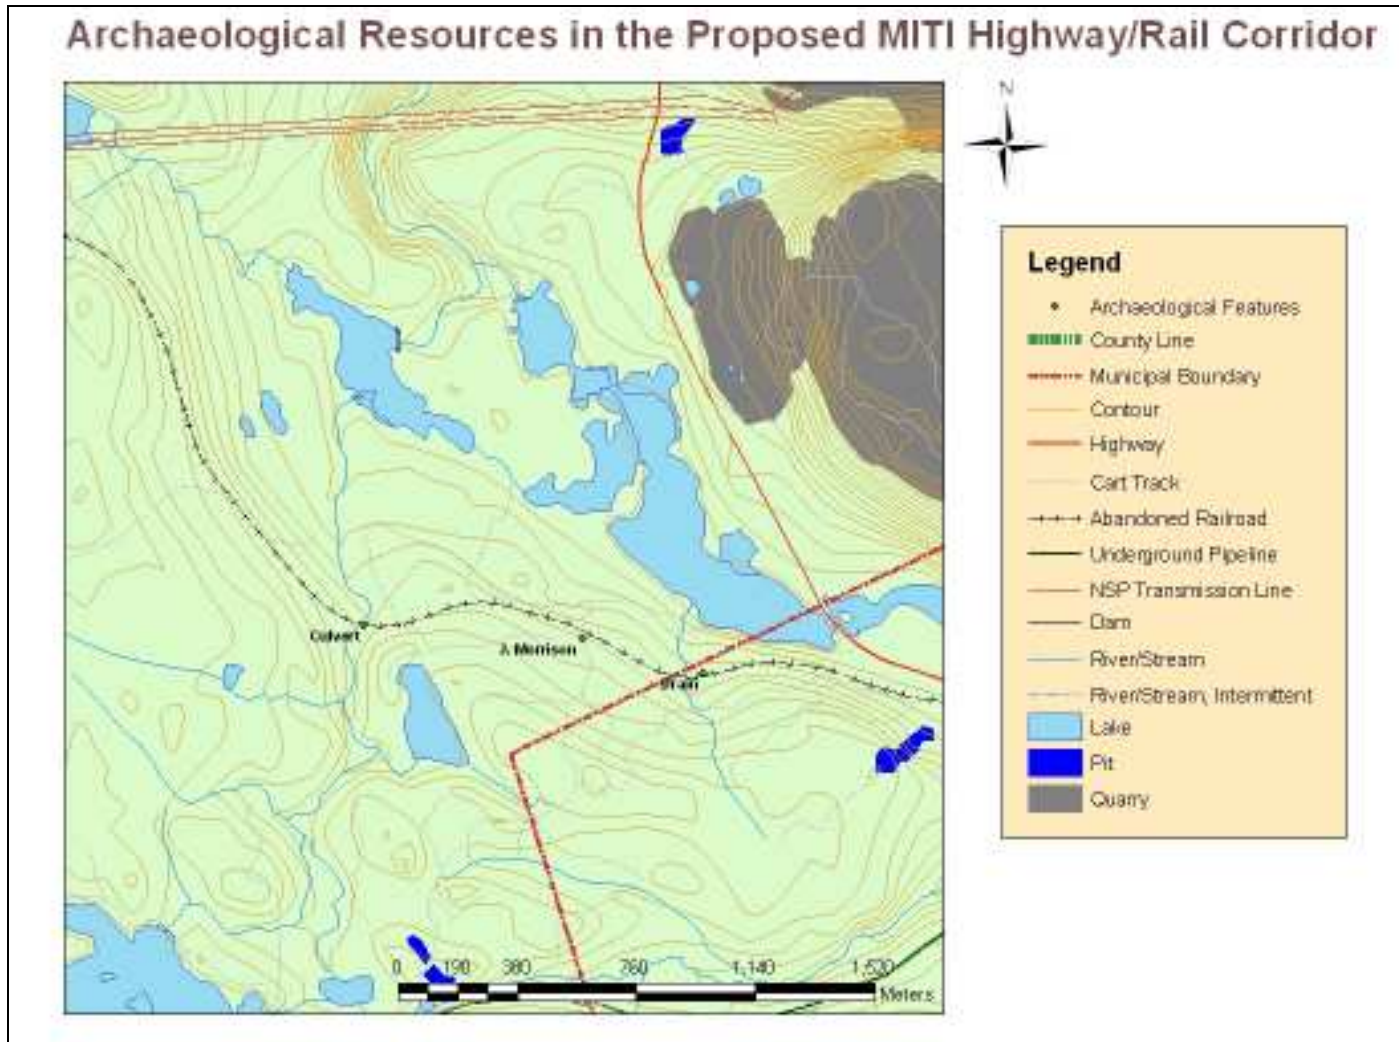 Archaeological Resources in the Proposed MITI Highway/Rail Corridor
N
Legend
Archaeological Features
County Line
Municipal Boundary
Contour
Highway
Cart Track
Abandoned Railroad
Underground Pipeline
NSP Transmission Line
Dam
River/Stream
River/Stream, Intermittent
Lake
Pit
Quarry
Culvert
J. Morrison
Drain
0 190 380 760 1,140 1,520
Meters